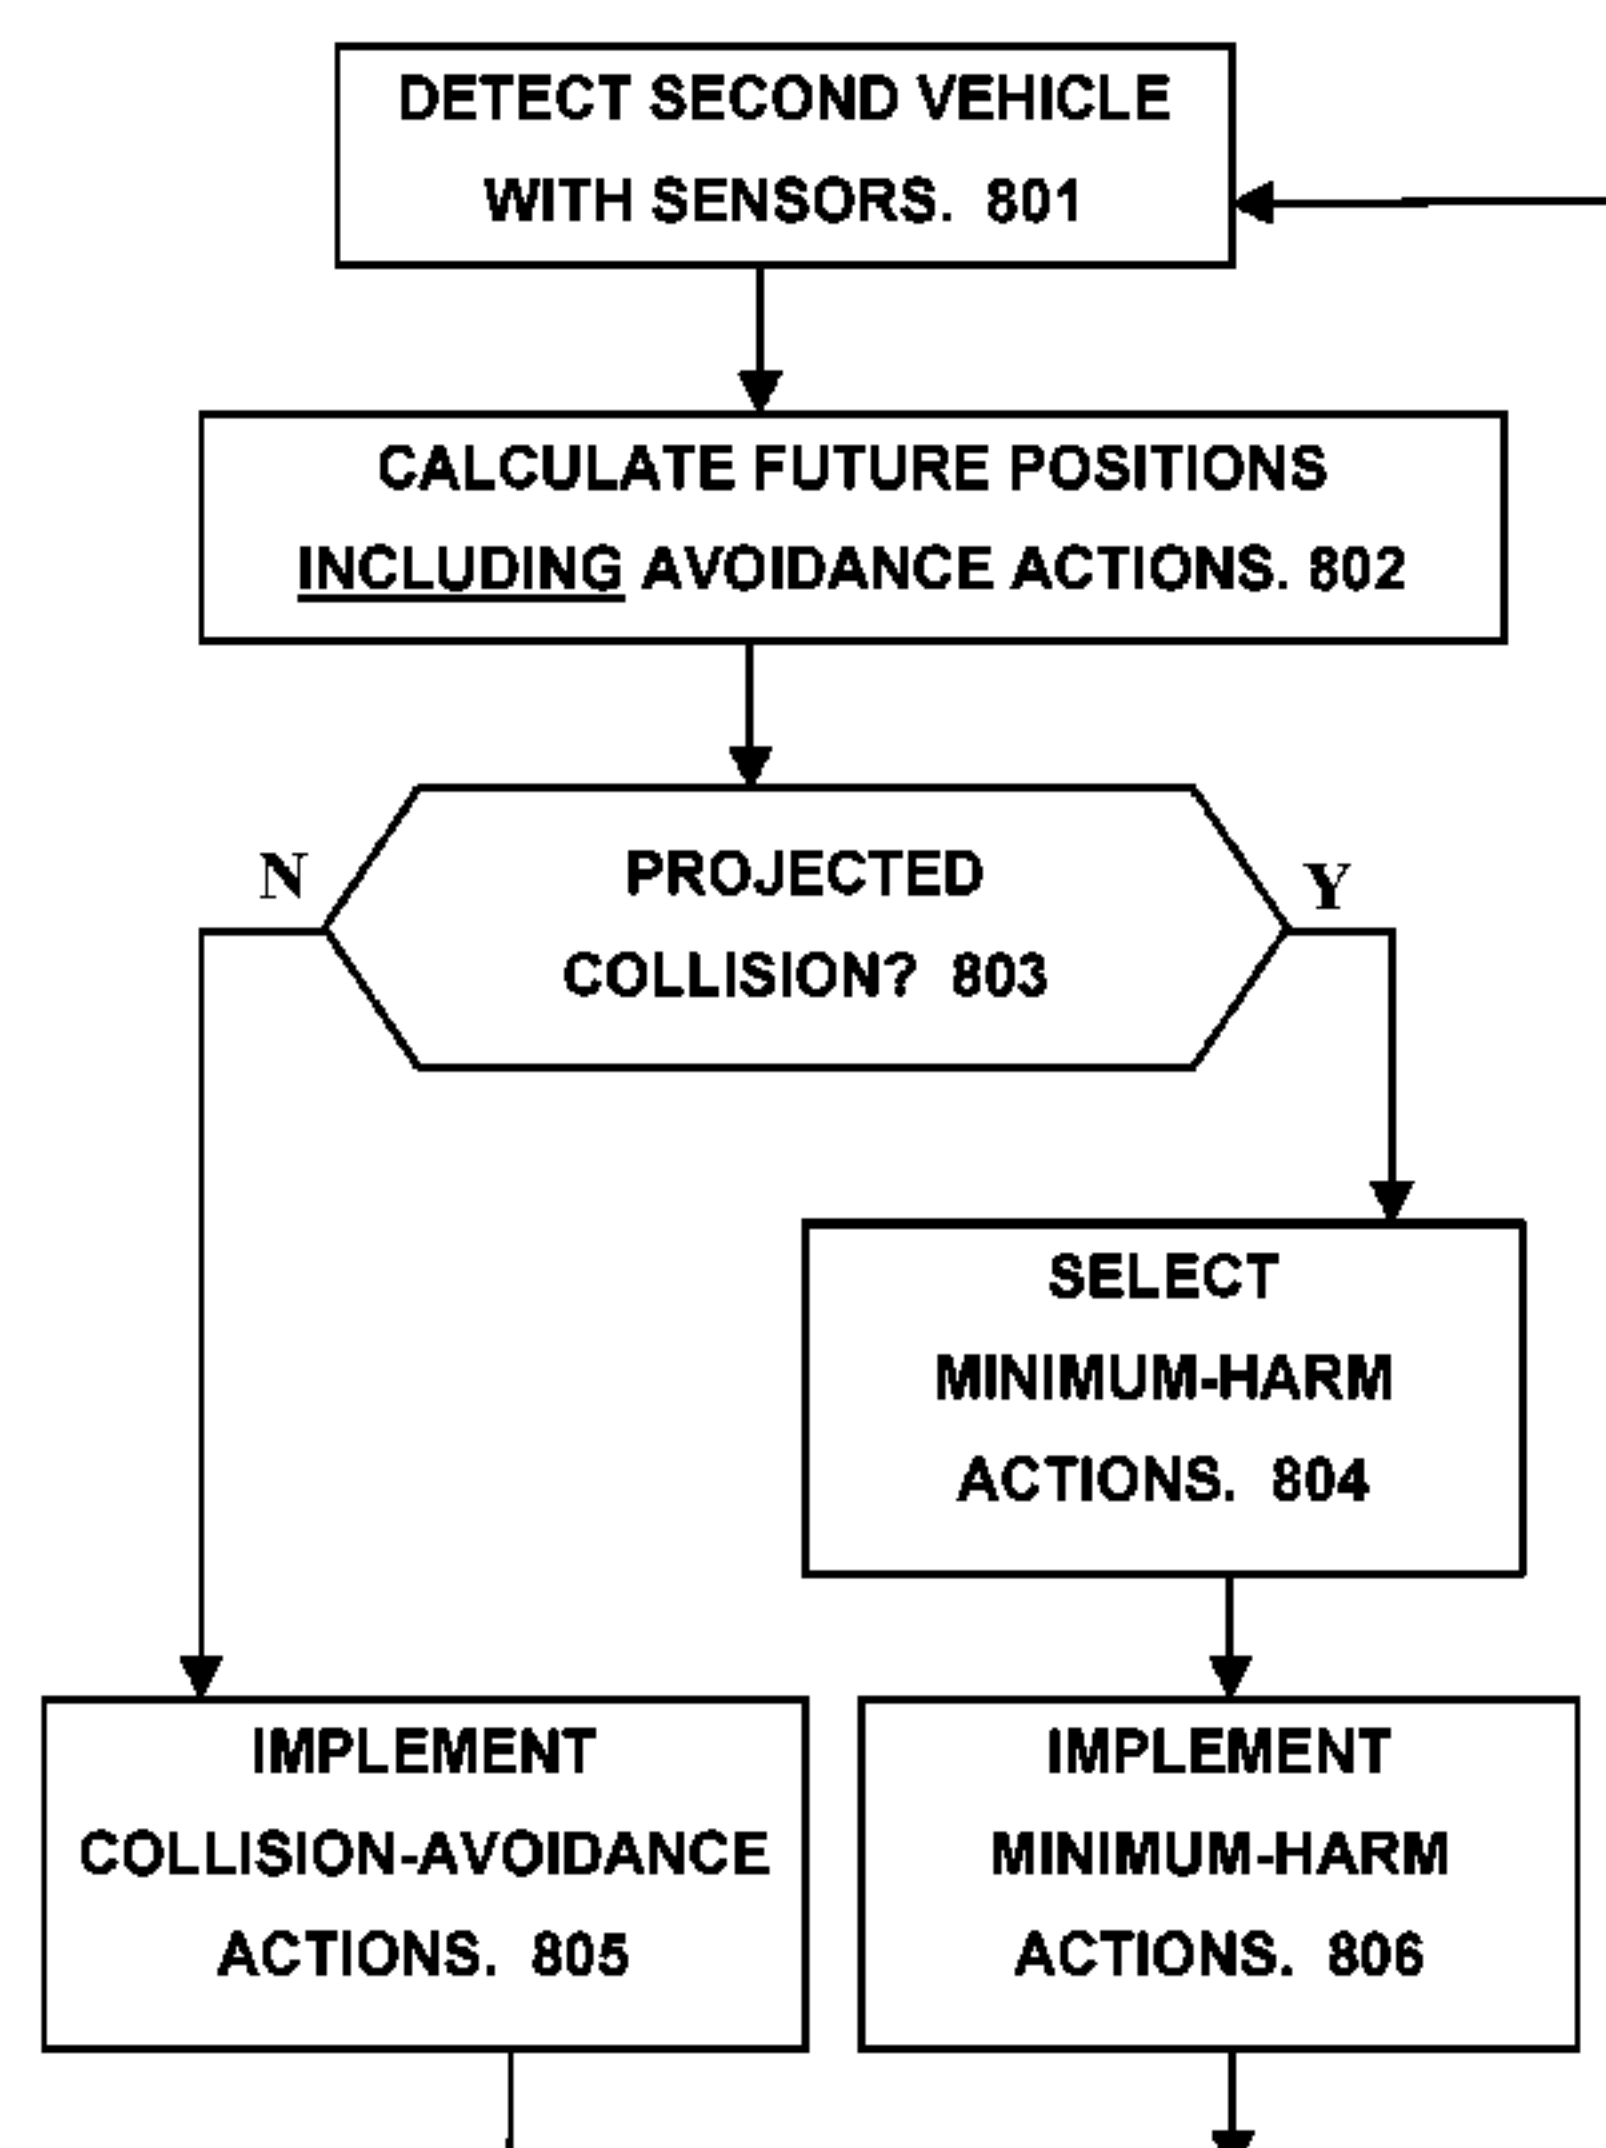 DETECT SECOND VEHICLE
WITH SENSORS. 801
CALCULATE FUTURE POSITIONS
INCLUDING AVOIDANCE ACTIONS. 802
N
PROJECTED
COLLISION? 803
Y
SELECT
MINIMUM-HARM
ACTIONS. 804
IMPLEMENT
COLLISION-AVOIDANCE
ACTIONS. 805
IMPLEMENT
MINIMUM-HARM
ACTIONS. 806